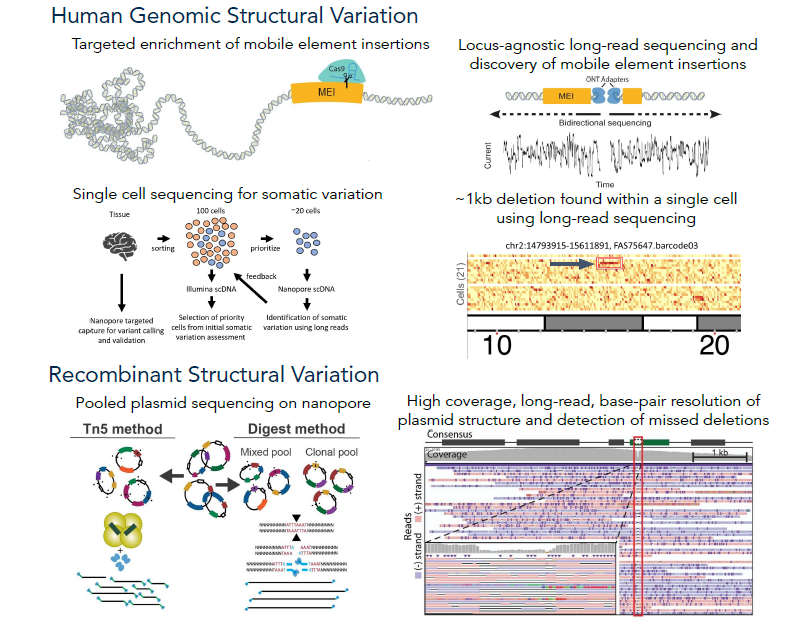 Human Genomic Structural Variation
Targeted enrichment of mobile element insertions
Cas9
MEI
Locus-agnostic long-read sequencing and
discovery of mobile element insertions
ONT Adapters
MEI
Bidirectional sequencing
Current
Time
Single cell sequencing for somatic variation
Tissue
100 cells
~20 cells
sorting
prioritize
feedback
Illumina scDNA
Nanopore scDNA
Nanopore targeted
capture for variant calling
and validation
Selection of priority
cells from initial somatic
variation assessment
Identification of somatic
variation using long reads
~1kb deletion found within a single cell
using long-read sequencing
chr2:14793915-15611891, FAS75647.barcode03
Cells (21)
10
20
Recombinant Structural Variation
Pooled plasmid sequencing on nanopore
Tn5 method
Digest method
Mixed pool
Clonal pool
+
High coverage, long-read, base-pair resolution of
plasmid structure and detection of missed deletions
Consensus
Coverage
1 kb
Reads
(-) strand
(+) strand